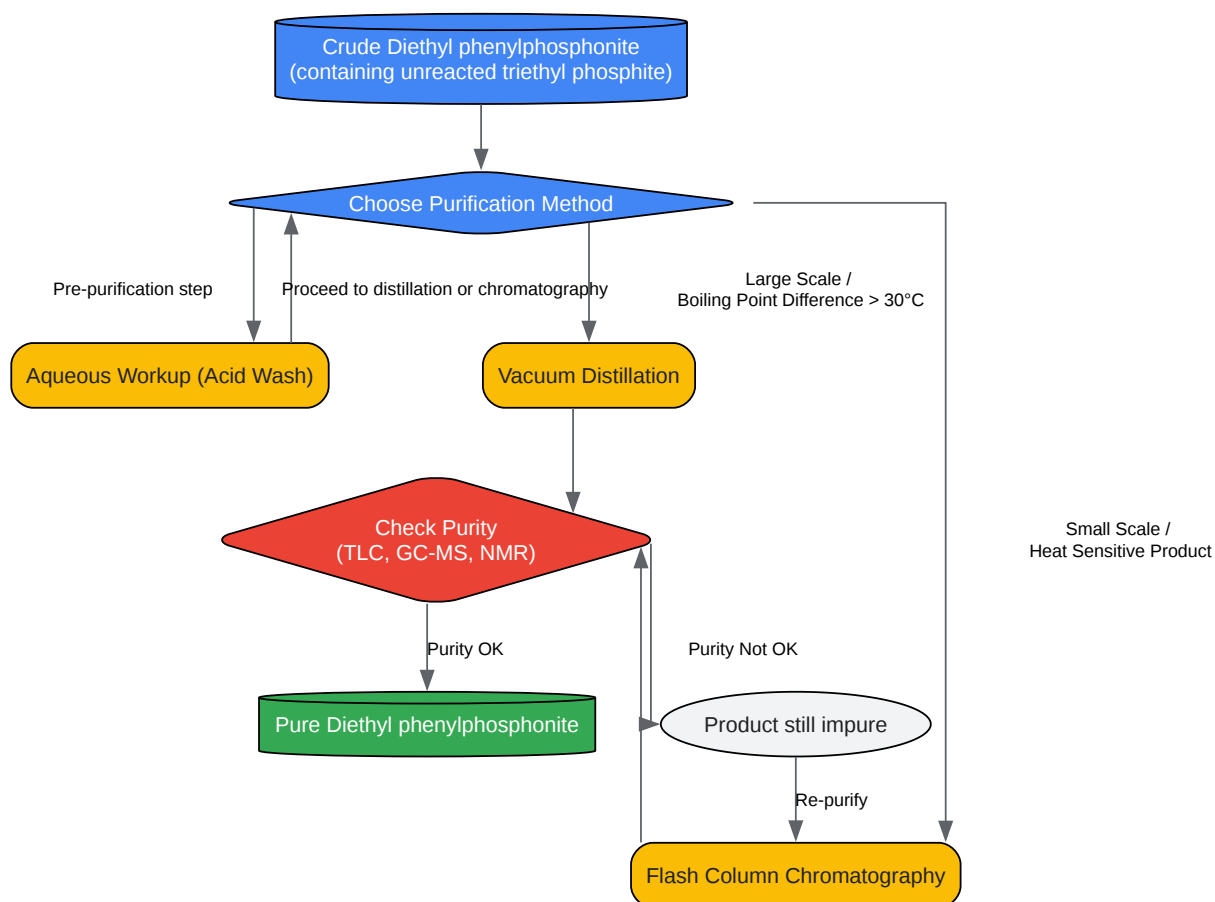 Crude Diethyl phenylphosphonite
(containing unreacted triethyl phosphite)
Choose Purification Method
Pre-purification step
Proceed to distillation or chromatography
Large Scale /
Boiling Point Difference > 30°C
Aqueous Workup (Acid Wash)
Vacuum Distillation
Check Purity
(TLC, GC-MS, NMR)
Small Scale /
Heat Sensitive Product
Purity OK
Purity Not OK
Pure Diethyl phenylphosphonite
Product still impure
Re-purify
Flash Column Chromatography